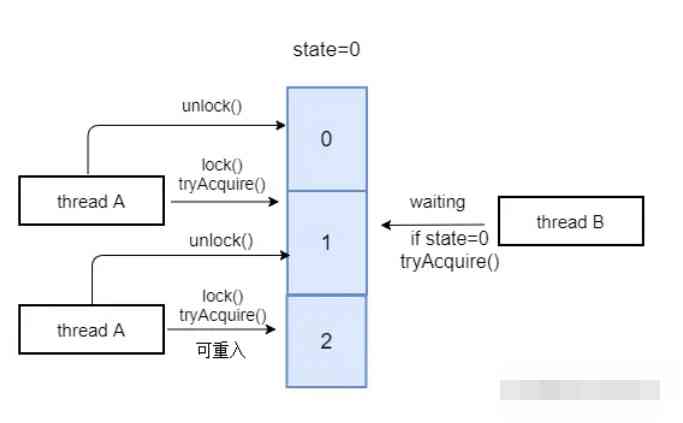 state=0
unlock()
0
lock()
tryAcquire()
thread A
waiting
thread B
if state=0
tryAcquire()
unlock()
1
lock()
tryAcquire()
thread A
可重入
2